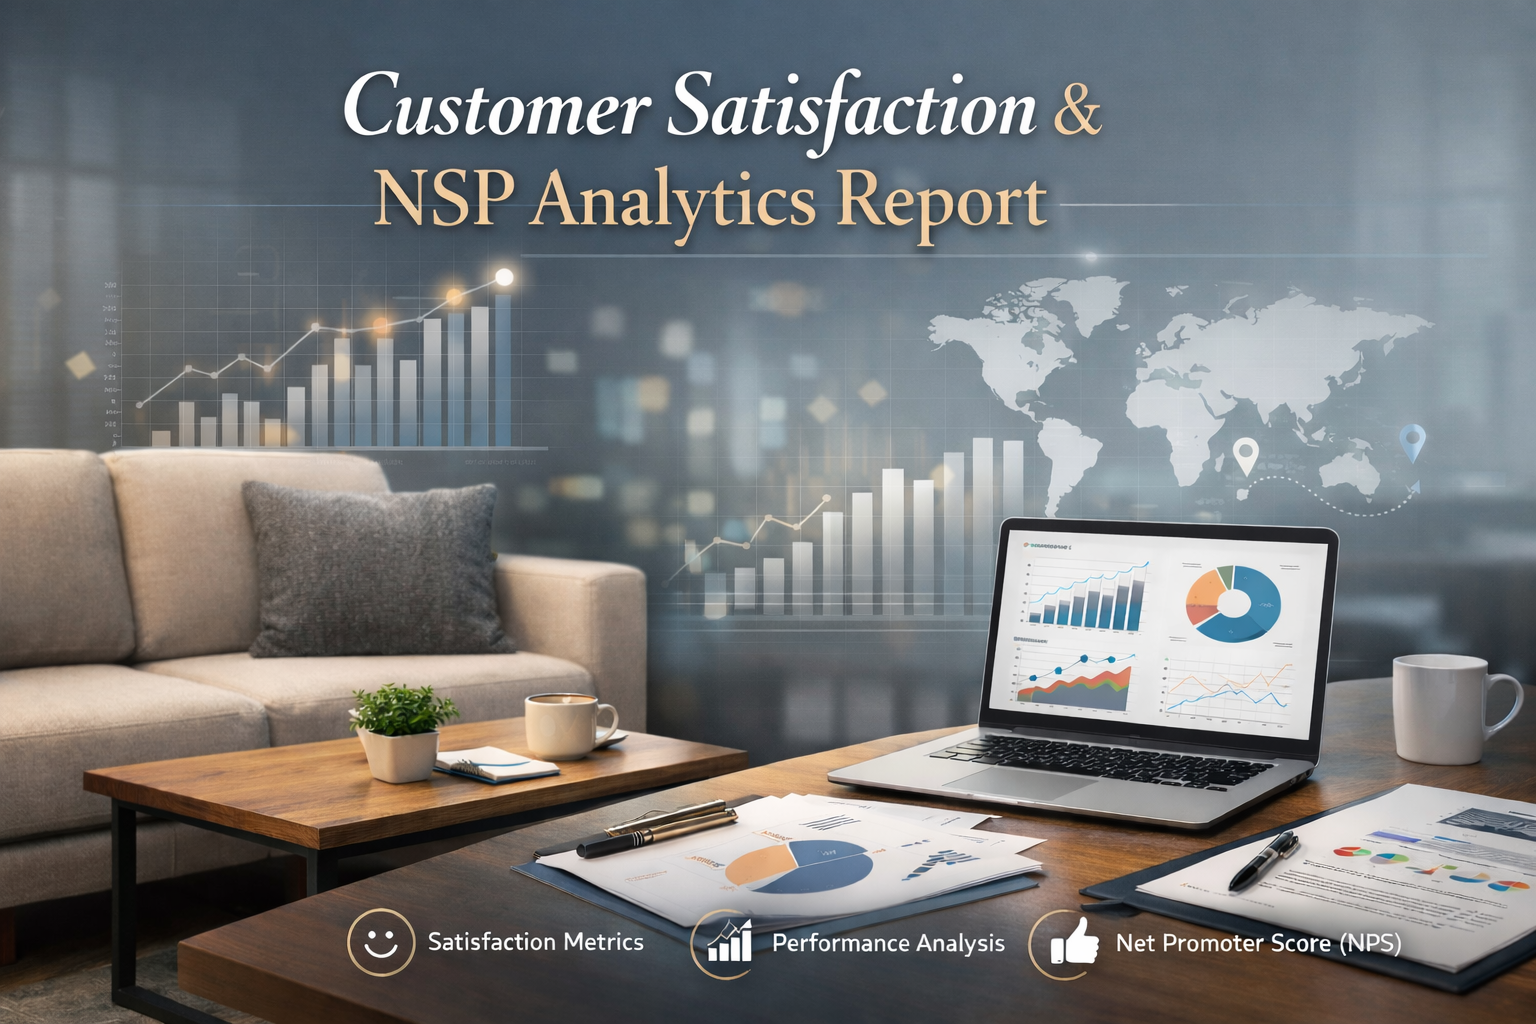 Customer Satisfaction &
NSP Analytics Report
Satisfaction Metrics
Performance Analysis
Net Promoter Score (NPS)